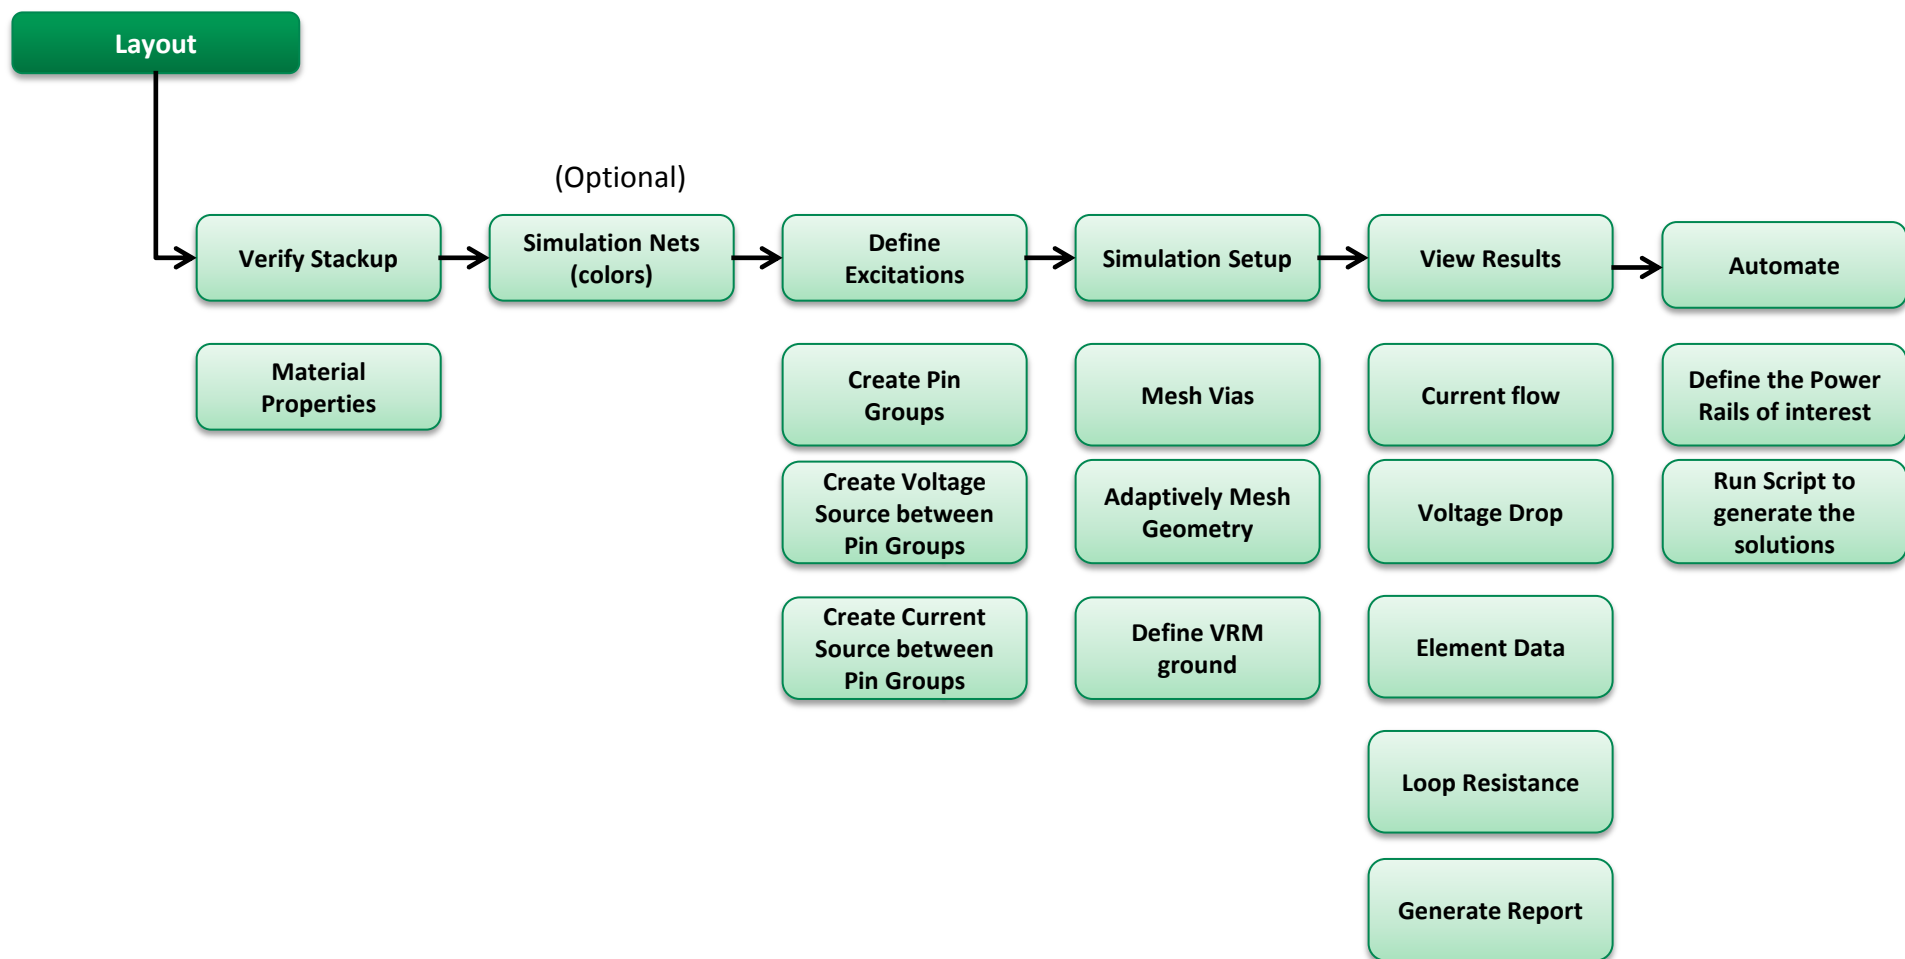 Layout
(Optional)
Verify Stackup
Simulation Nets
(colors)
Define
Excitations
Simulation Setup
View Results
Automate
Material
Properties
Create Pin
Groups
Mesh Vias
Current flow
Define the Power
Rails of interest
Create Voltage
Source between
Pin Groups
Adaptively Mesh
Geometry
Voltage Drop
Run Script to
generate the
solutions
Create Current
Source between
Pin Groups
Define VRM
ground
Element Data
Loop Resistance
Generate Report